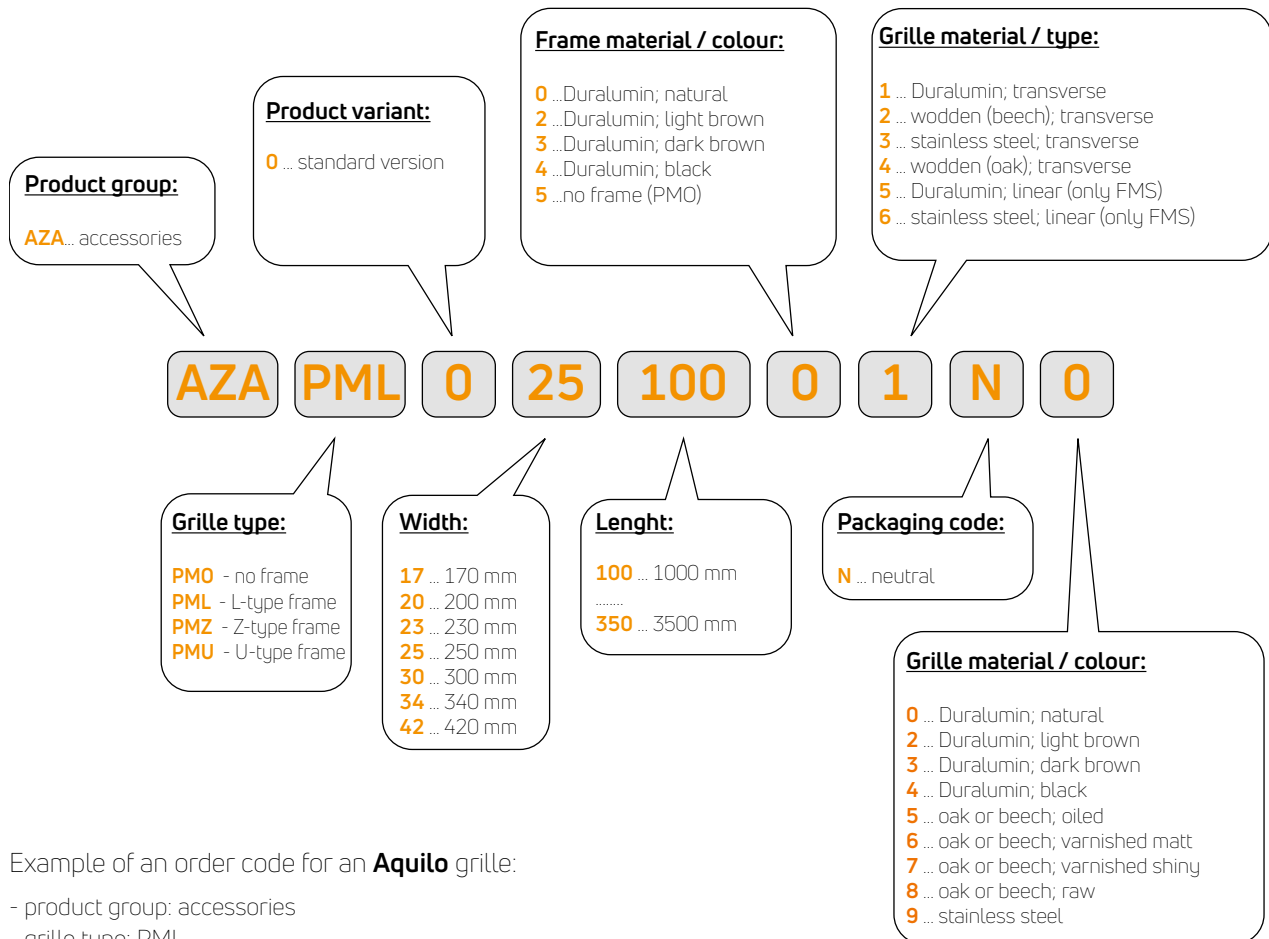 Frame material / colour:
0 ...Duralumin; natural
2 ...Duralumin; light brown
3 ...Duralumin; dark brown
4 ...Duralumin; black
5 ...no frame (PMO)
Grille material / type:
1 ... Duralumin; transverse
2 ... wodden (beech); transverse
3 ... stainless steel; transverse
4 ... wodden (oak); transverse
5 ... Duralumin; linear (only FMS)
6 ... stainless steel; linear (only FMS)
Product variant:
0 ... standard version
Product group:
AZA... accessories
AZA PML 0 25 100 0 1 N 0
Grille type:
PMO - no frame
PML - L-type frame
PMZ - Z-type frame
PMU - U-type frame
Width:
17 ... 170 mm
20 ... 200 mm
23 ... 230 mm
25 ... 250 mm
30 ... 300 mm
34 ... 340 mm
42 ... 420 mm
Lenght:
100 ... 1000 mm
........
350 ... 3500 mm
Packaging code:
N ... neutral
Grille material / colour:
0 ... Duralumin; natural
2 ... Duralumin; light brown
3 ... Duralumin; dark brown
4 ... Duralumin; black
5 ... oak or beech; oiled
6 ... oak or beech; varnished matt
7 ... oak or beech; varnished shiny
8 ... oak or beech; raw
9 ... stainless steel
Example of an order code for an Aquilo grille:
- product group: accessories
- grille type: PML